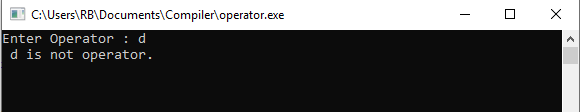 C:\Users\RB\Documents\Compiler\operator.exe
Enter Operator : d
 d is not operator.